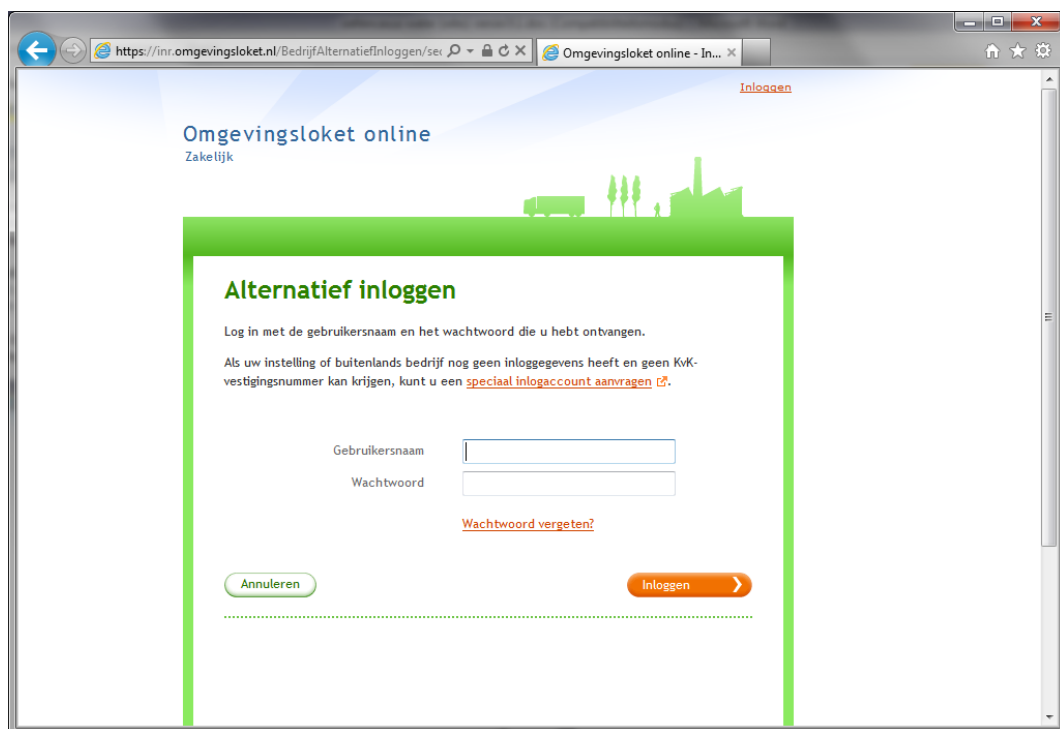 https://inr.omgevingsloket.nl/BedrijfAlternatiefInloggen/sec
Omgevingsloket online - In...
Inloggen
Omgevingsloket online
Zakelijk
Alternatief inloggen
Log in met de gebruikersnaam en het wachtwoord die u hebt ontvangen.
Als uw instelling of buitenlands bedrijf nog geen inloggegevens heeft en geen KvK-
vestigingsnummer kan krijgen, kunt u een speciaal inlogaccount aanvragen.
Gebruikersnaam
Wachtwoord
Wachtwoord vergeten?
Annuleren
Inloggen